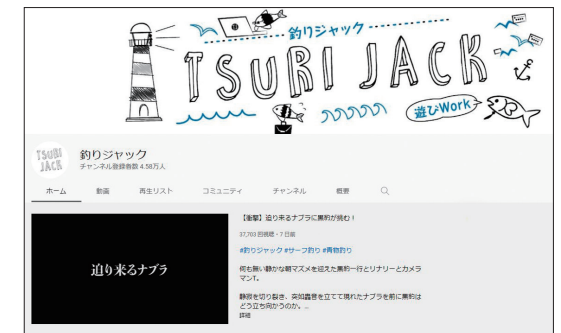 釣りジャック
TSURI JACK
遊びWork
TSURI
JACK
釣りジャック
チャンネル登録者数 4.58万人
ホーム 動画 再生リスト コミュニティ チャンネル 概要
迫り来るナブラ
【衝撃】迫り来るナブラに黒豹が挑む！
37,703 回視聴・7 日前
#釣りジャック #サーフ釣り #青物釣り
何も無い静かな朝マズメを迎えた黒豹一行とリナリーとカメラ
マンT。
静寂を切り裂き、突如轟音を立てて現れたナブラを前に黒豹は
どう立ち向かうのか。...
詳細